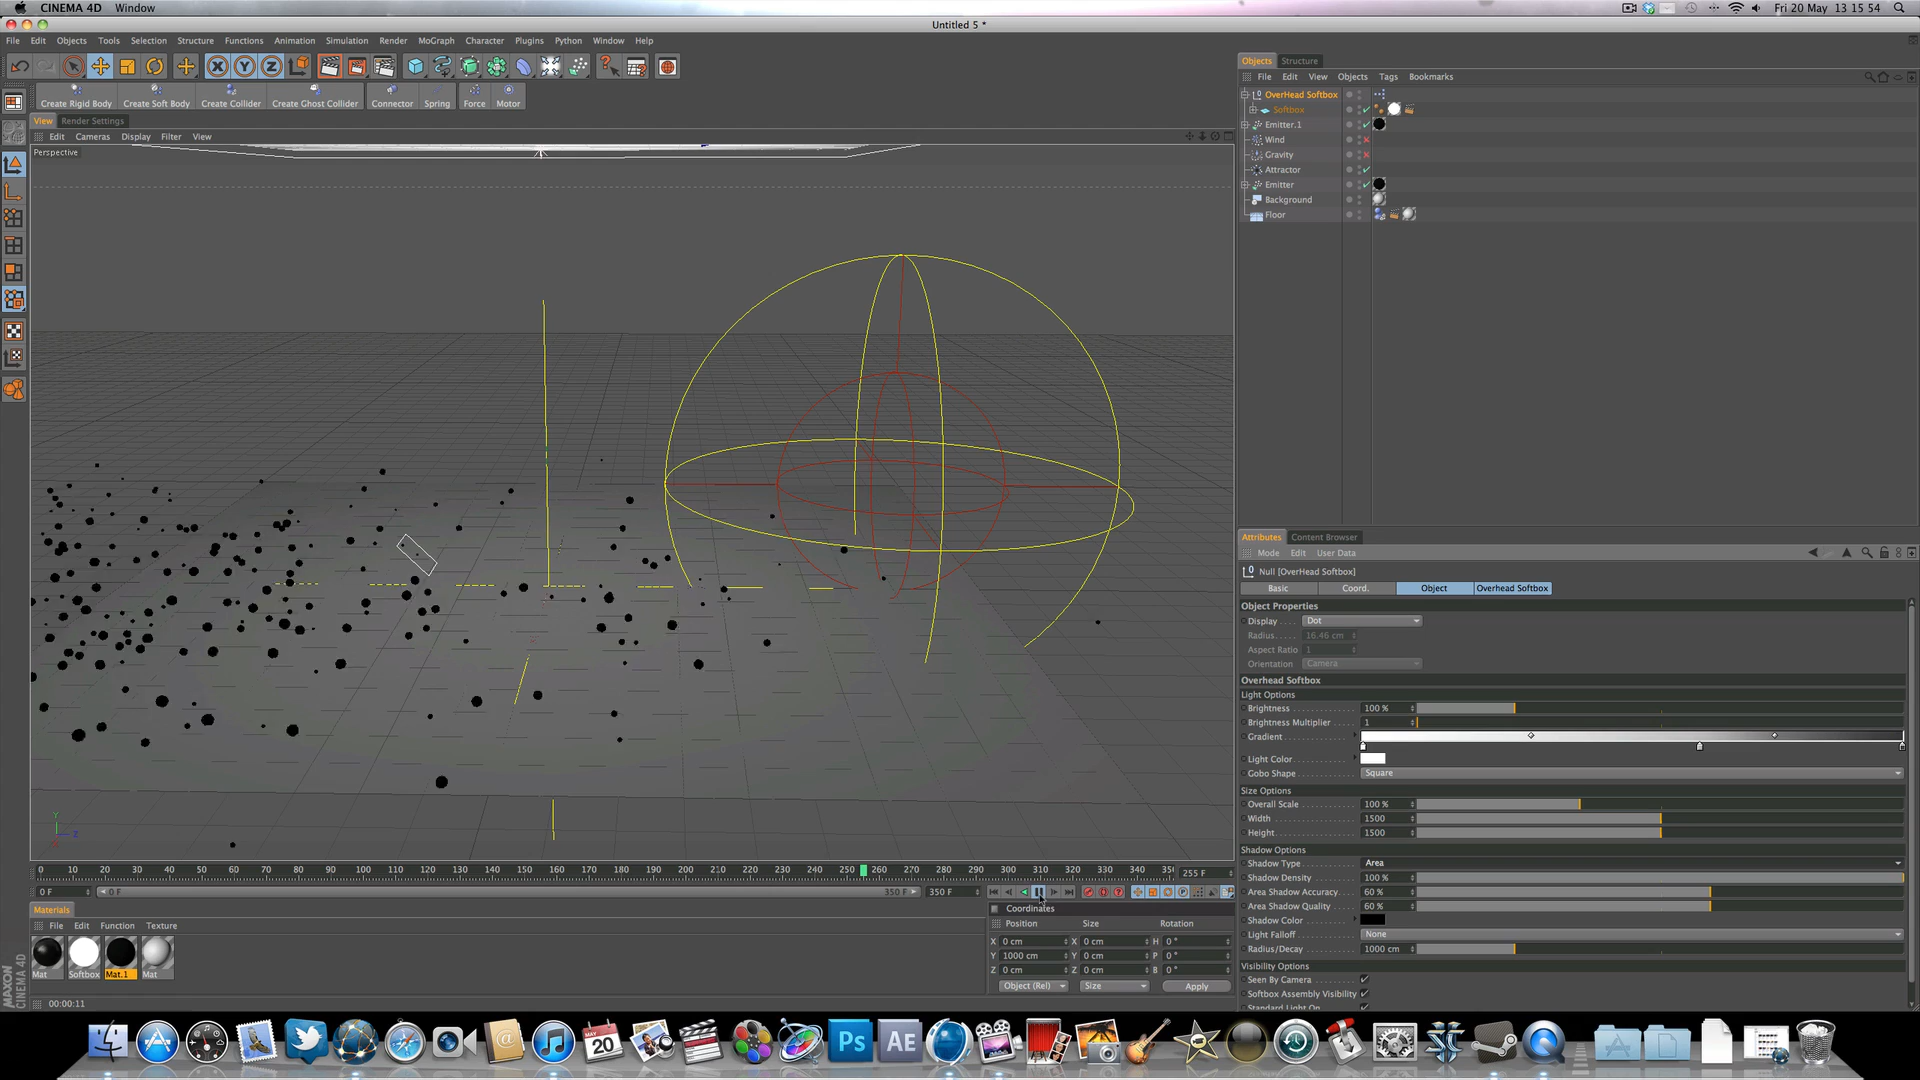 CINEMA 4D Window
Fri 20 May 13 15 54
Untitled 5 *
File Edit Objects Tools Selection Structure Functions Animation Simulation Render MoGraph Character Plugins Python Window Help
Create Rigid Body Create Soft Body Create Collider Create Ghost Collider Connector Spring Force Motor
View Render Settings
Edit Cameras Display Filter View
Perspective
Y
Z
0 10 20 30 40 50 60 70 80 90 100 110 120 130 140 150 160 170 180 190 200 210 220 230 240 250 260 270 280 290 300 310 320 330 340 35
255 F
0 F 0 F 350 F 350 F
Materials
File Edit Function Texture
Mat Softbox Mat.1 Mat
MAXON CINEMA 4D
00:00:11
Coordinates
Position Size Rotation
X 0 cm X 0 cm H 0 °
Y 1000 cm Y 0 cm P 0 °
Z 0 cm Z 0 cm B 0 °
Object (Rel) Size Apply
Objects Structure
File Edit View Objects Tags Bookmarks
OverHead Softbox
Softbox
Emitter.1
Wind
Gravity
Attractor
Emitter
Background
Floor
Attributes Content Browser
Mode Edit User Data
Null [OverHead Softbox]
Basic Coord. Object Overhead Softbox
Object Properties
Display Dot
Radius 16.46 cm
Aspect Ratio 1
Orientation Camera
Overhead Softbox
Light Options
Brightness 100 %
Brightness Multiplier 1
Gradient
Light Color
Gobo Shape Square
Size Options
Overall Scale 100 %
Width 1500
Height 1500
Shadow Options
Shadow Type Area
Shadow Density 100 %
Area Shadow Accuracy 60 %
Area Shadow Quality 60 %
Shadow Color
Light Falloff None
Radius/Decay 1000 cm
Visibility Options
Seen By Camera
Softbox Assembly Visibility
Standard Light On
MAY
20
Ps
AE